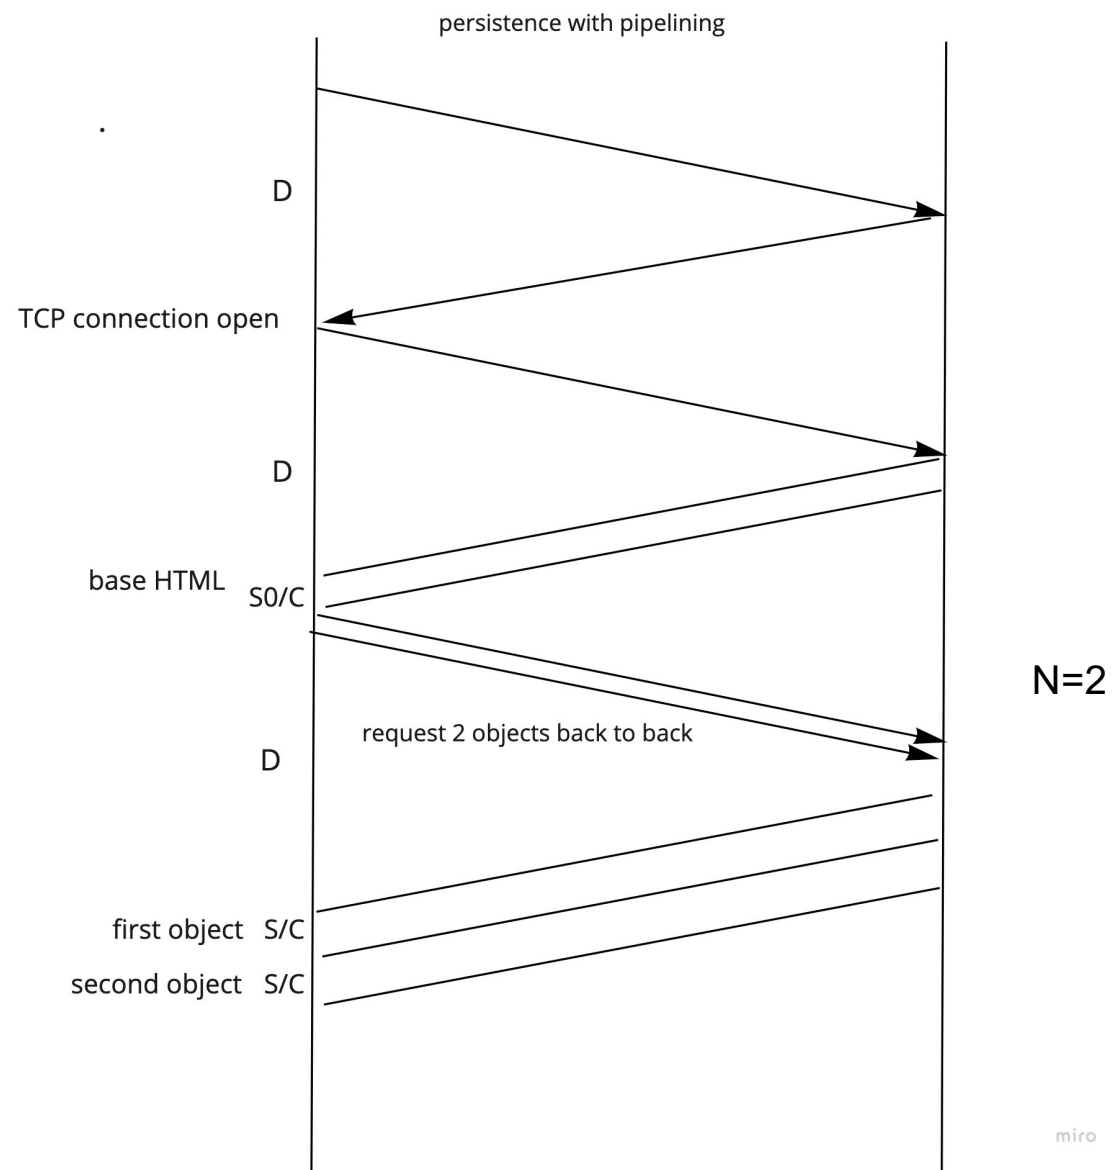 persistence with pipelining
D
TCP connection open
D
base HTML S0/C
N=2
request 2 objects back to back
D
first object S/C
second object S/C
miro